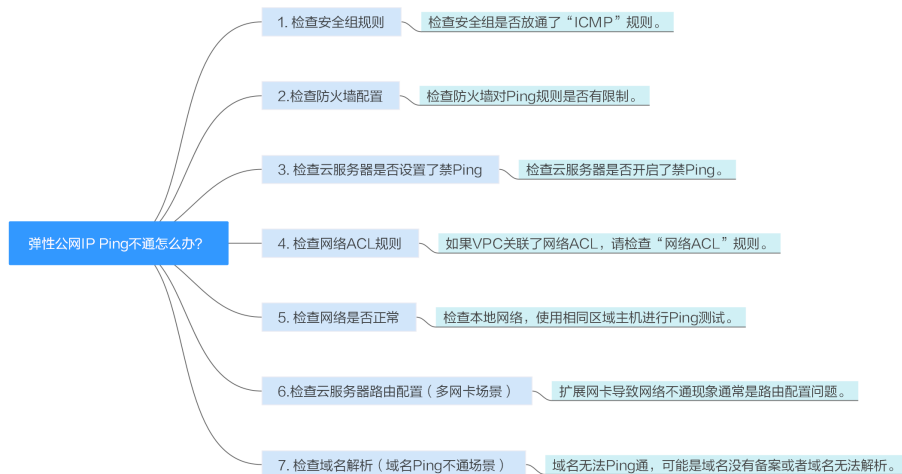 1. 检查安全组规则
检查安全组是否放通了“ICMP”规则。
2.检查防火墙配置
检查防火墙对Ping规则是否有限制。
3. 检查云服务器是否设置了禁Ping
检查云服务器是否开启了禁Ping。
弹性公网IP Ping不通怎么办?
4. 检查网络ACL规则
如果VPC关联了网络ACL，请检查“网络ACL”规则。
5. 检查网络是否正常
检查本地网络，使用相同区域主机进行Ping测试。
6.检查云服务器路由配置（多网卡场景）
扩展网卡导致网络不通现象通常是路由配置问题。
7. 检查域名解析（域名Ping不通场景）
域名无法Ping通，可能是域名没有备案或者域名无法解析。